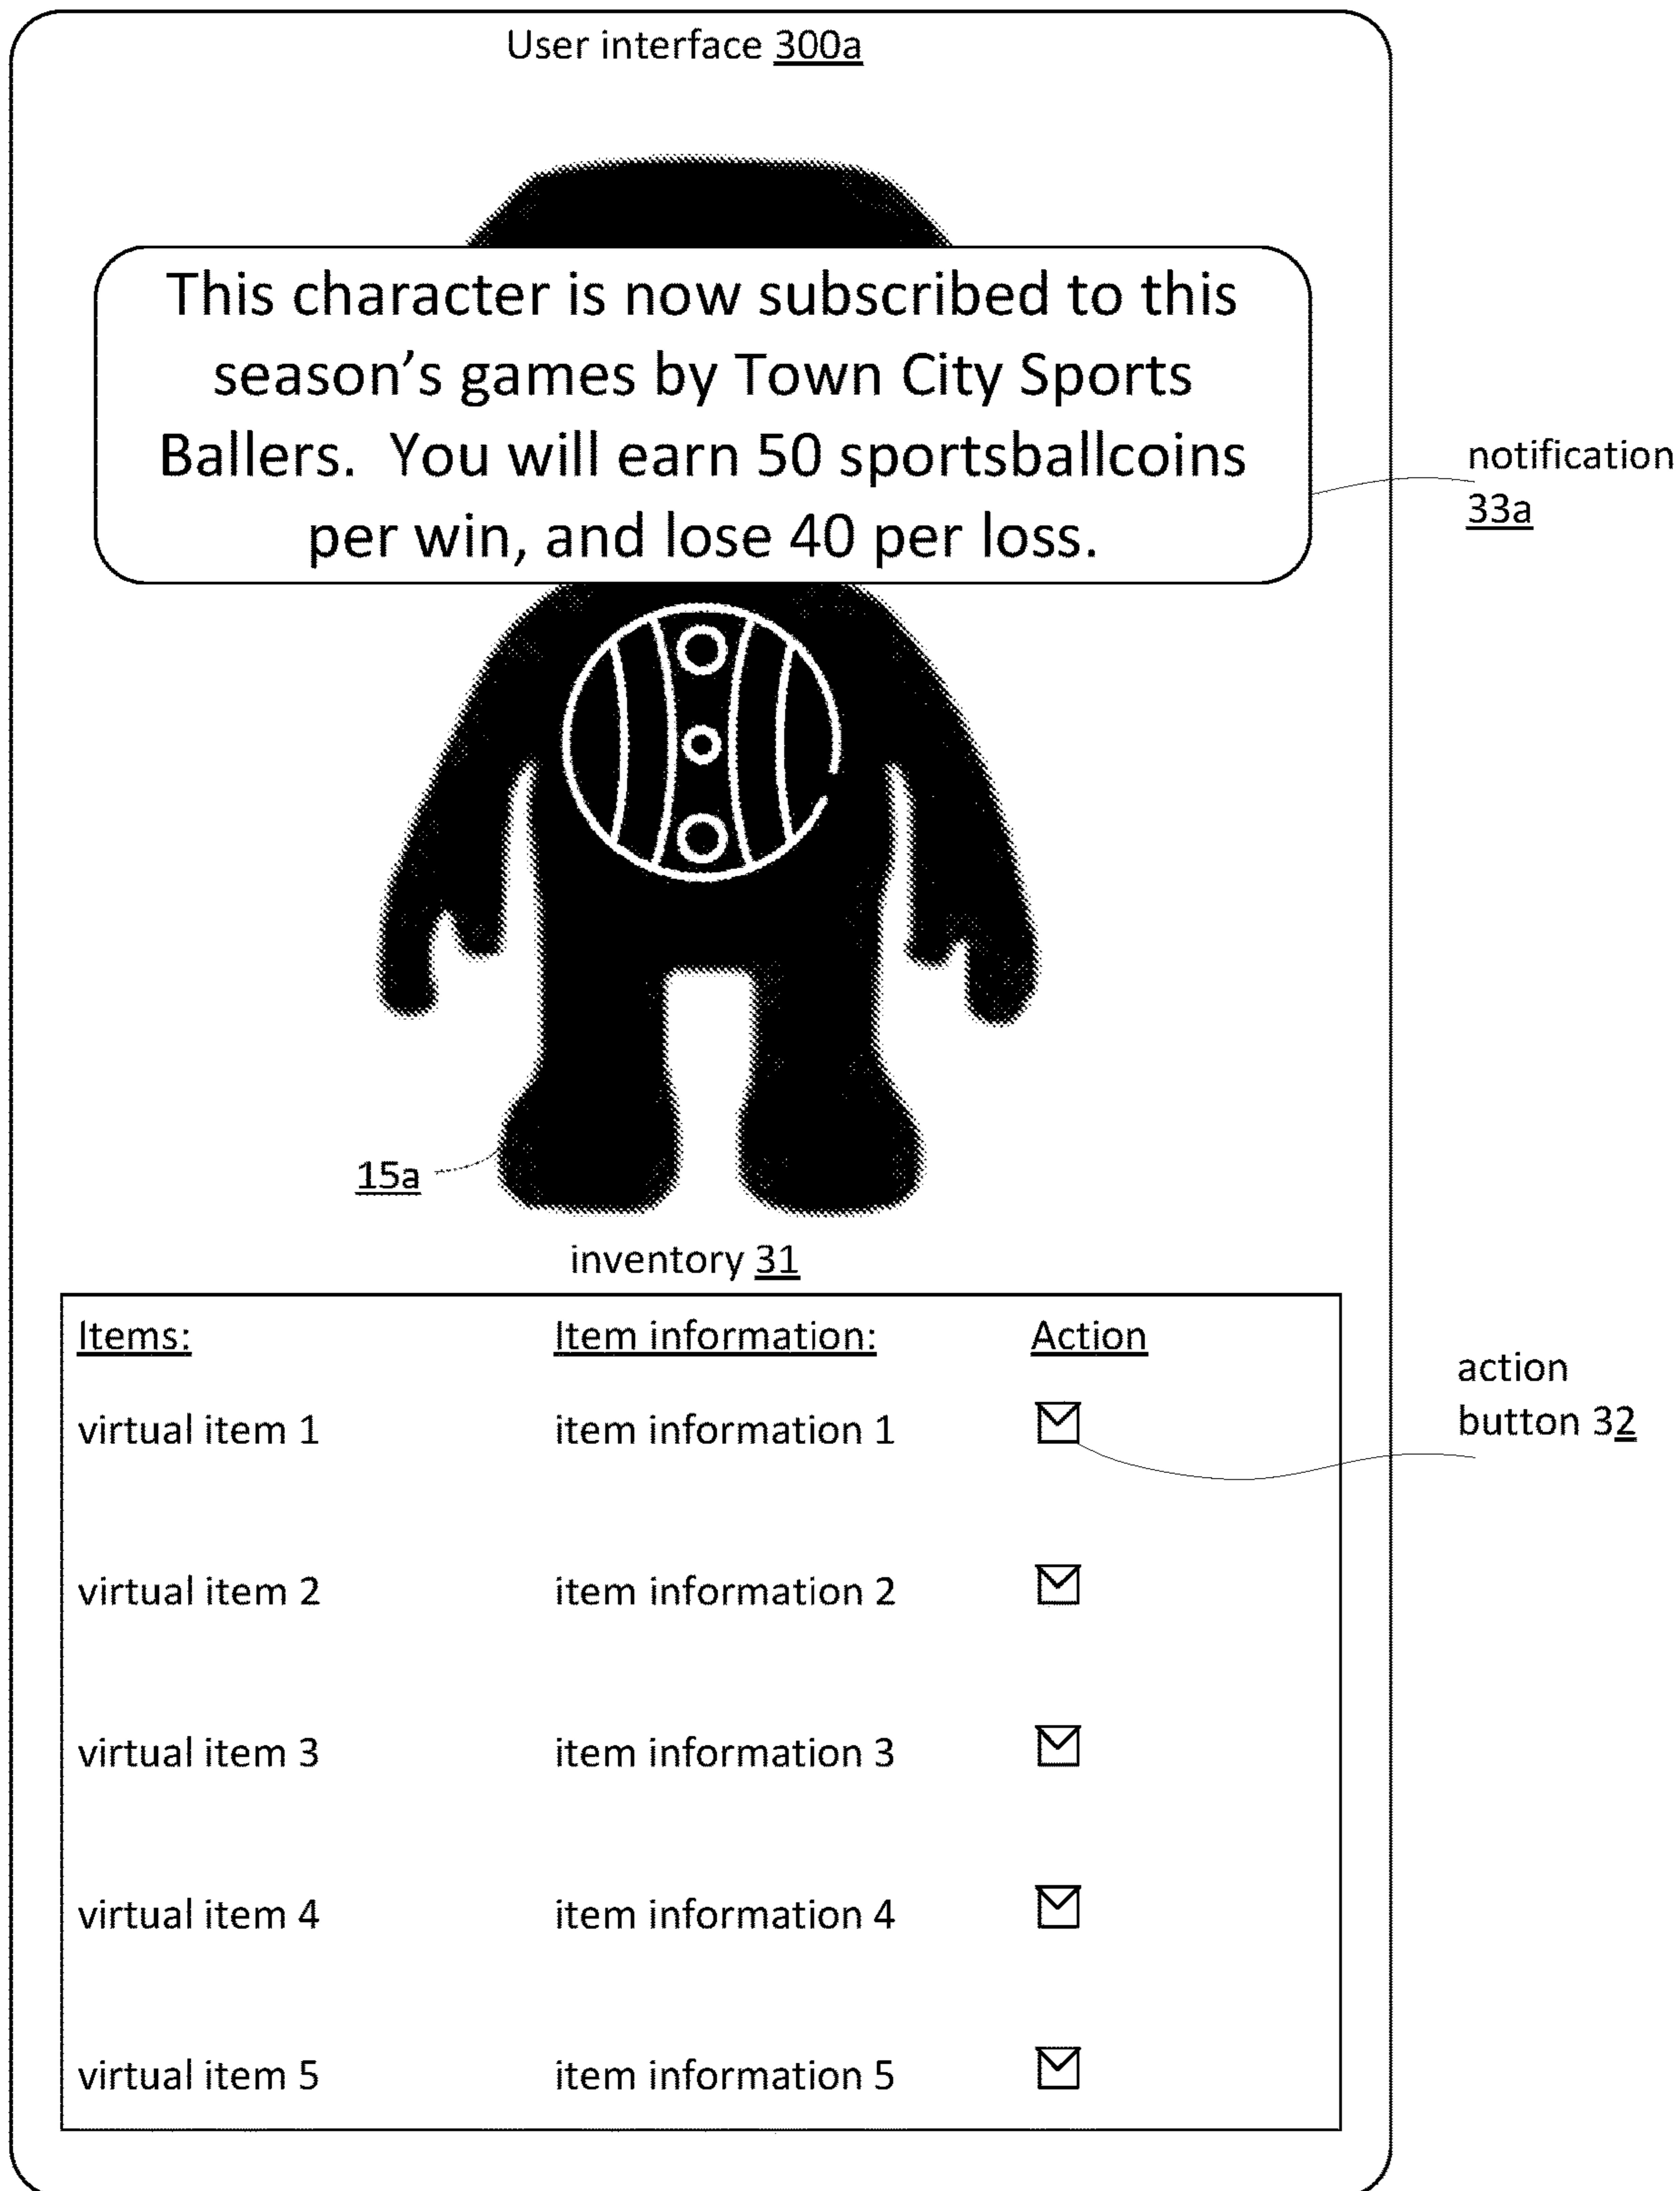 User interface 300a
This character is now subscribed to this
season’s games by Town City Sports
Ballers.  You will earn 50 sportsballcoins
per win, and lose 40 per loss.
notification
33a
15a
inventory 31
Items: Item information: Action
action
button 32
virtual item 1 item information 1
virtual item 2 item information 2
virtual item 3 item information 3
virtual item 4 item information 4
virtual item 5 item information 5